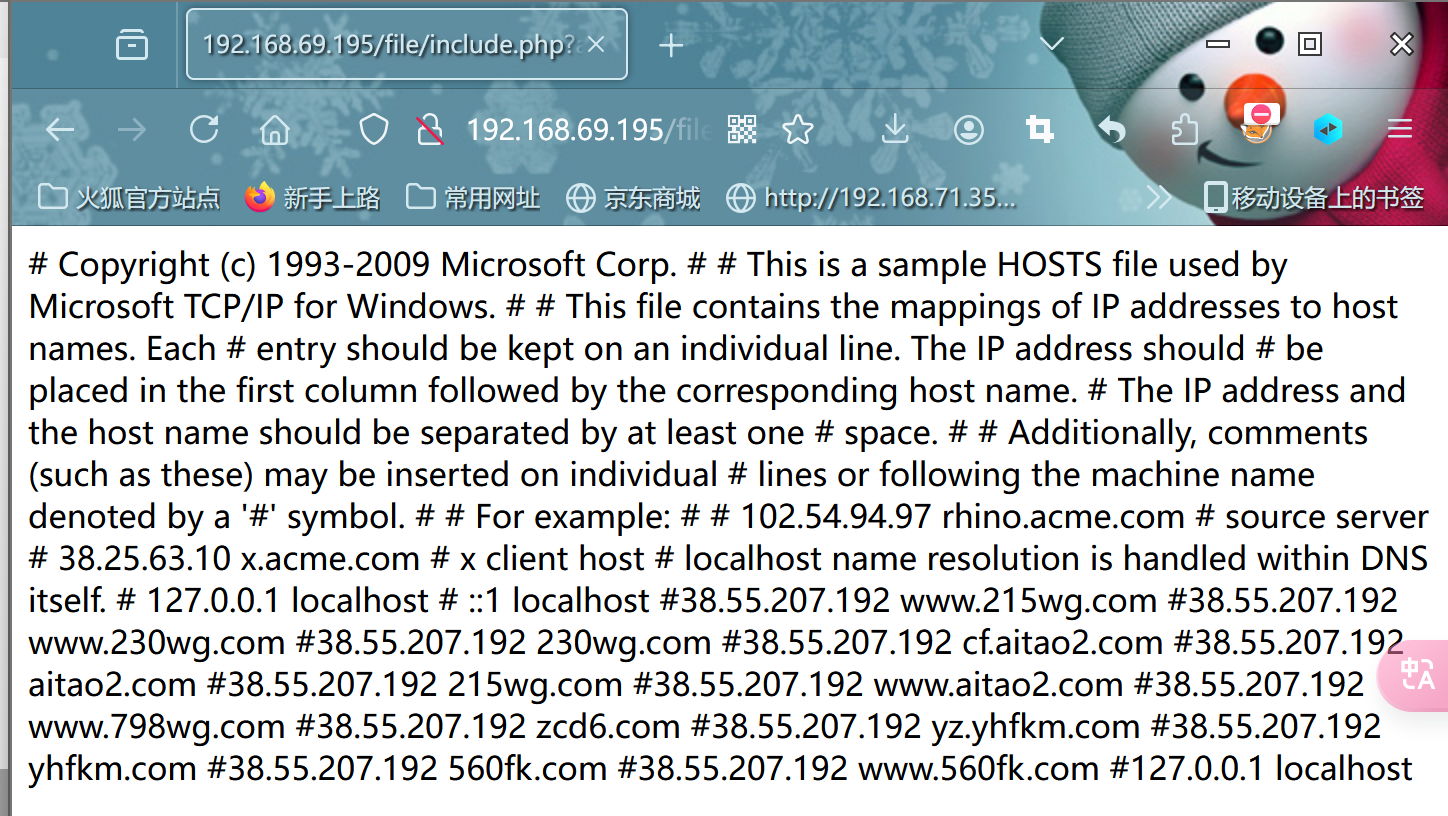 192.168.69.195/file/include.php?
192.168.69.195/file
火狐官方站点 新手上路 常用网址 京东商城 http://192.168.71.35... 移动设备上的书签
# Copyright (c) 1993-2009 Microsoft Corp. # # This is a sample HOSTS file used by
Microsoft TCP/IP for Windows. # # This file contains the mappings of IP addresses to host
names. Each # entry should be kept on an individual line. The IP address should # be
placed in the first column followed by the corresponding host name. # The IP address and
the host name should be separated by at least one # space. # # Additionally, comments
(such as these) may be inserted on individual # lines or following the machine name
denoted by a '#' symbol. # # For example: # # 102.54.94.97 rhino.acme.com # source server
# 38.25.63.10 x.acme.com # x client host # localhost name resolution is handled within DNS
itself. # 127.0.0.1 localhost # ::1 localhost #38.55.207.192 www.215wg.com #38.55.207.192
www.230wg.com #38.55.207.192 230wg.com #38.55.207.192 cf.aitao2.com #38.55.207.192
aitao2.com #38.55.207.192 215wg.com #38.55.207.192 www.aitao2.com #38.55.207.192
www.798wg.com #38.55.207.192 zcd6.com #38.55.207.192 yz.yhfkm.com #38.55.207.192
yhfkm.com #38.55.207.192 560fk.com #38.55.207.192 www.560fk.com #127.0.0.1 localhost
中A